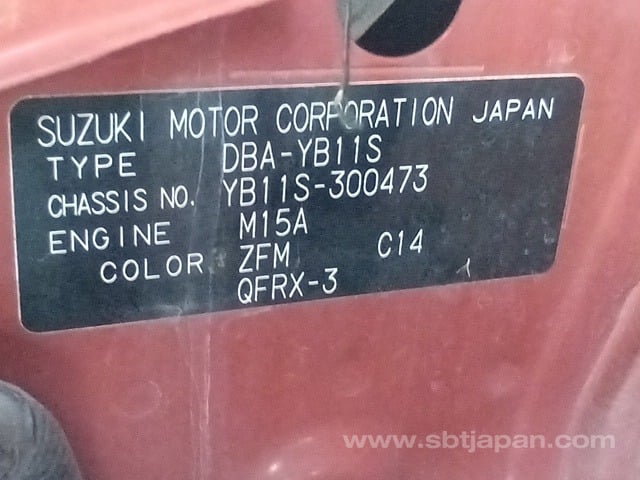 SUZUKI MOTOR CORPORATION JAPAN
TYPE DBA-YB11S
CHASSIS NO. YB11S-300473
ENGINE M15A
COLOR ZFM C14
QFRX-3
www.sbtjapan.com